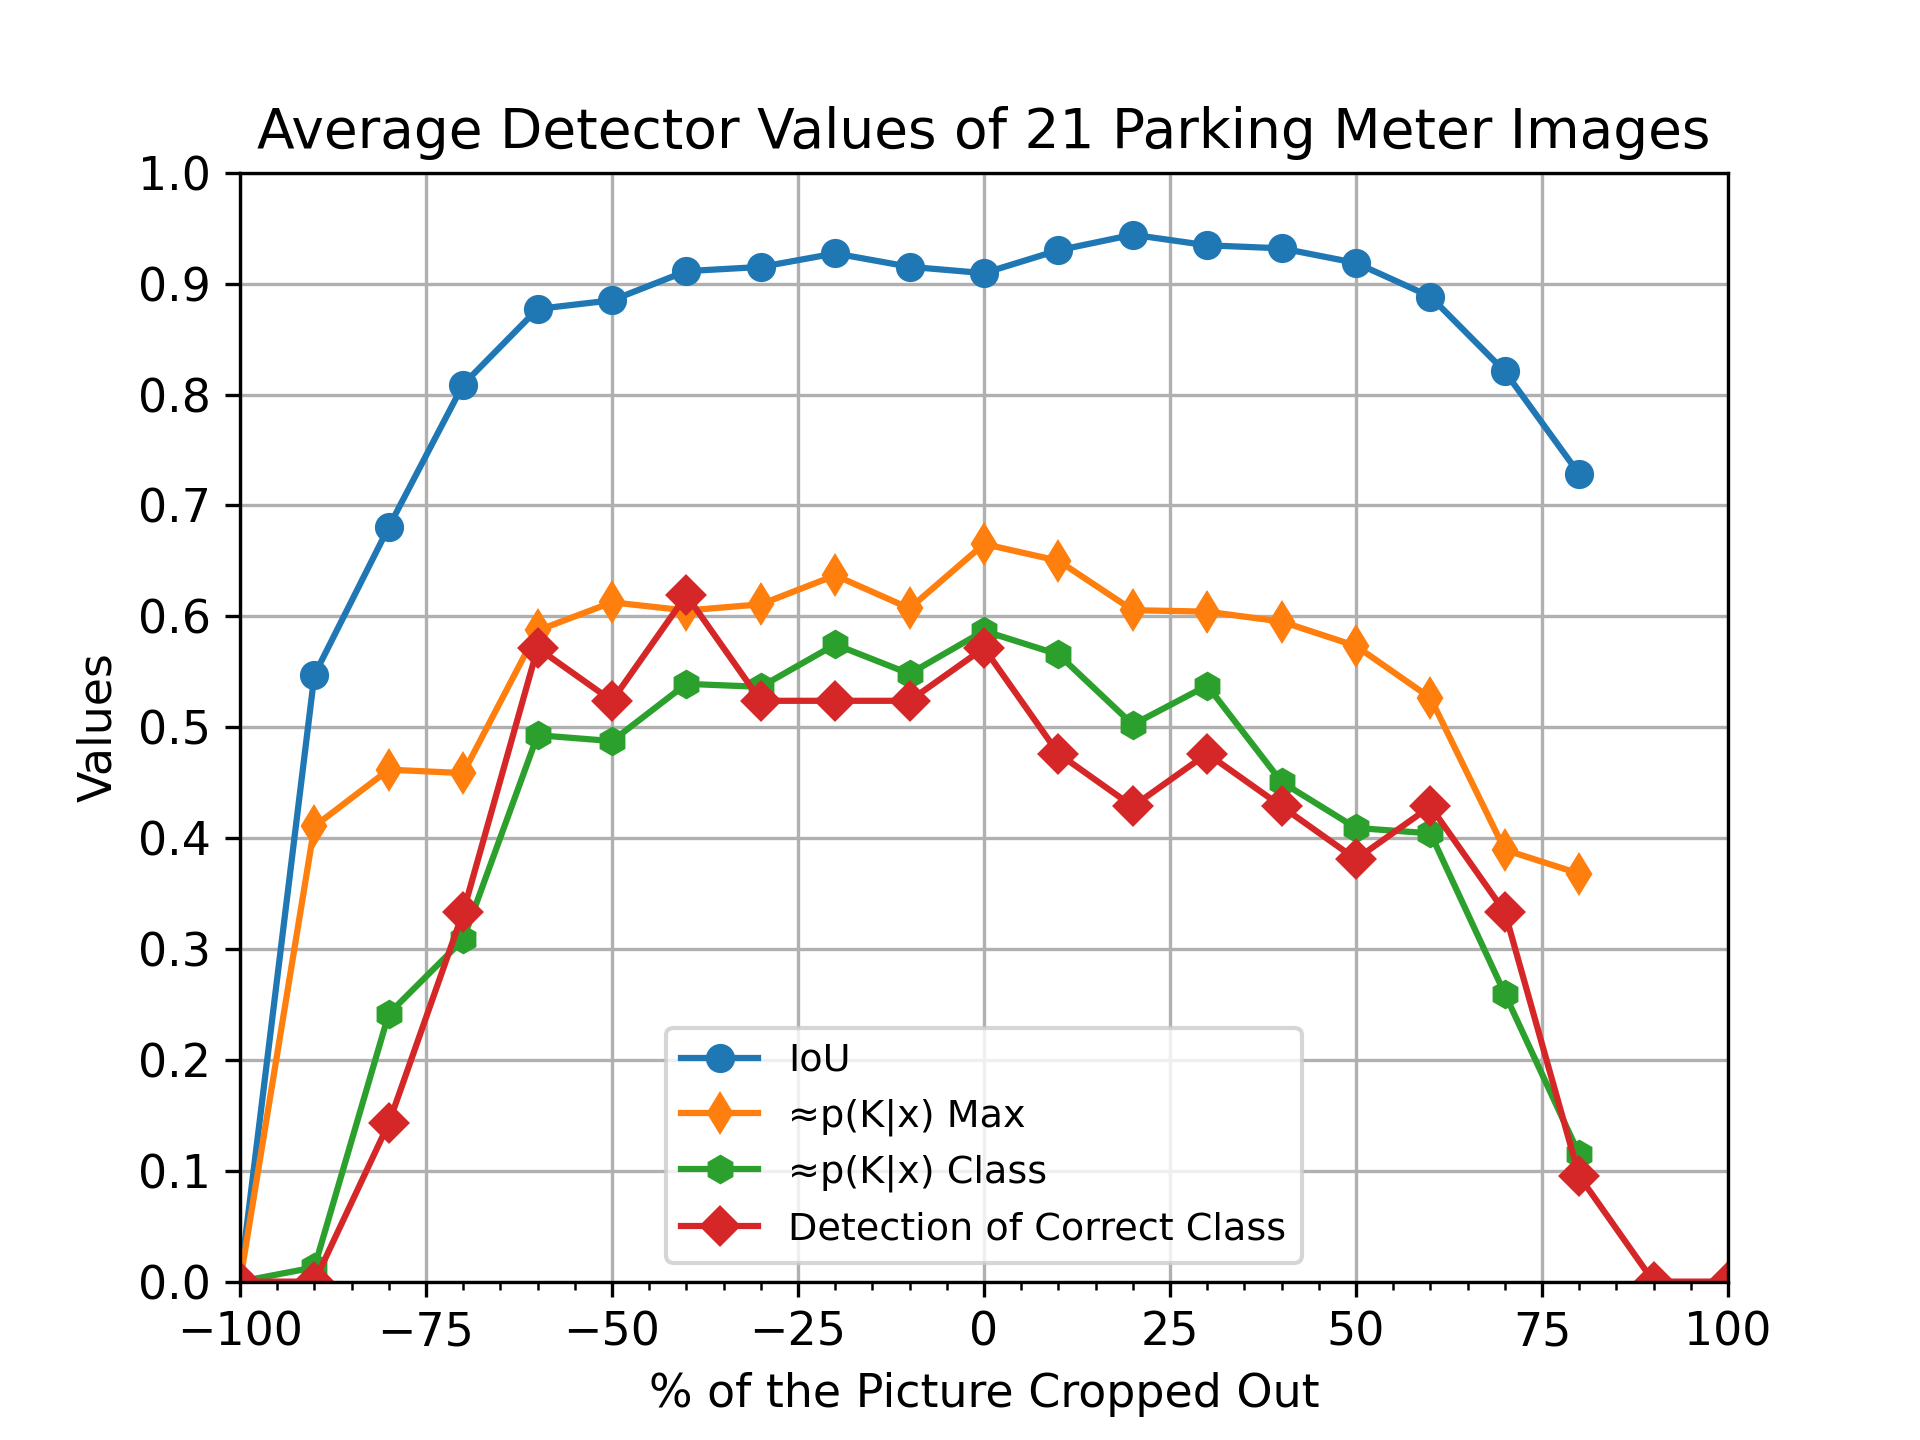 Average Detector Values of 21 Parking Meter Images
1.0
0.9
0.8
0.7
0.6
0.5
0.4
0.3
0.2
0.1
0.0
Values
IoU
≈p(K|x) Max
≈p(K|x) Class
Detection of Correct Class
−100 −75 −50 −25 0 25 50 75 100
% of the Picture Cropped Out